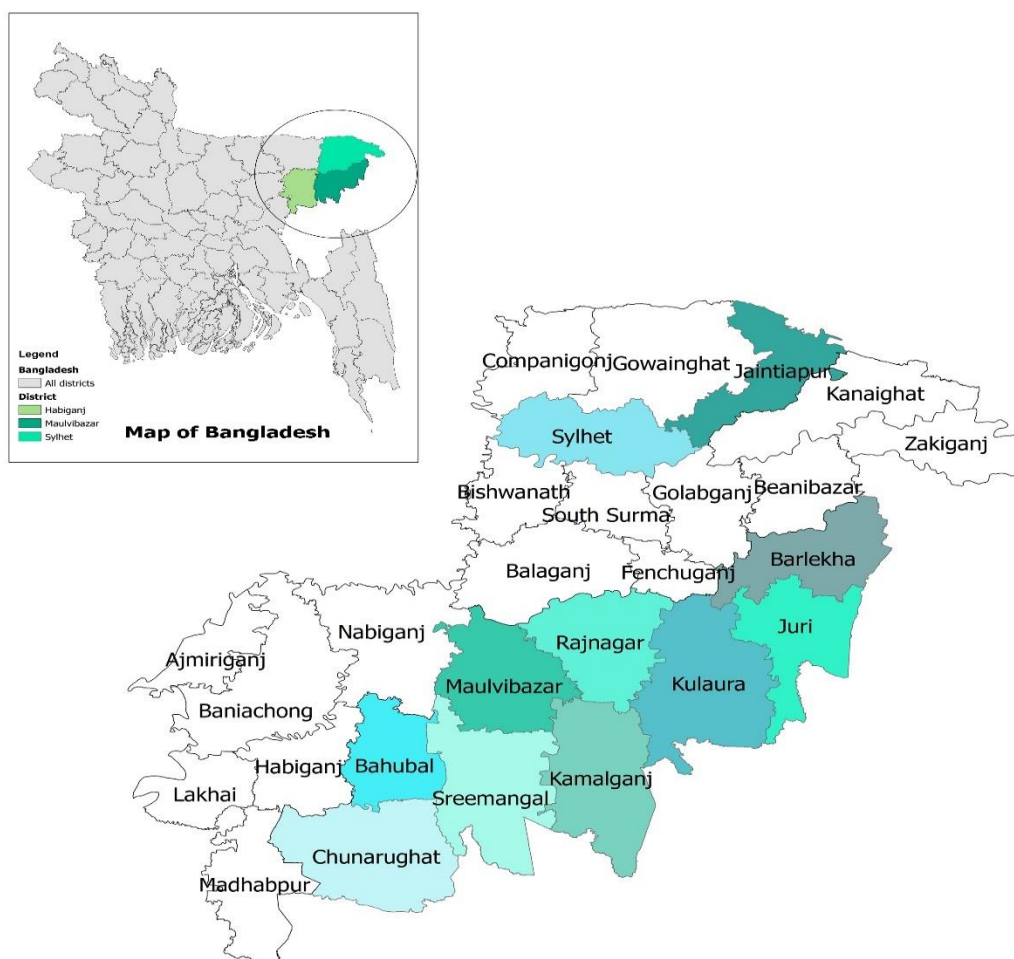 Legend
Bangladesh
All districts
District
Habiganj
Maulvibazar
Sylhet
Map of Bangladesh
Companigonj
Gowainghat
Jaintiapur
Kanaighat
Sylhet
Zakiganj
Bishwanath
South Surma
Golabganj
Beanibazar
Balaganj
Fenchuganj
Barlekha
Nabiganj
Rajnagar
Juri
Ajmiriganj
Maulvibazar
Kulaura
Baniachong
Habiganj
Bahubal
Kamalganj
Lakhai
Sreemangal
Chunarughat
Madhabpur